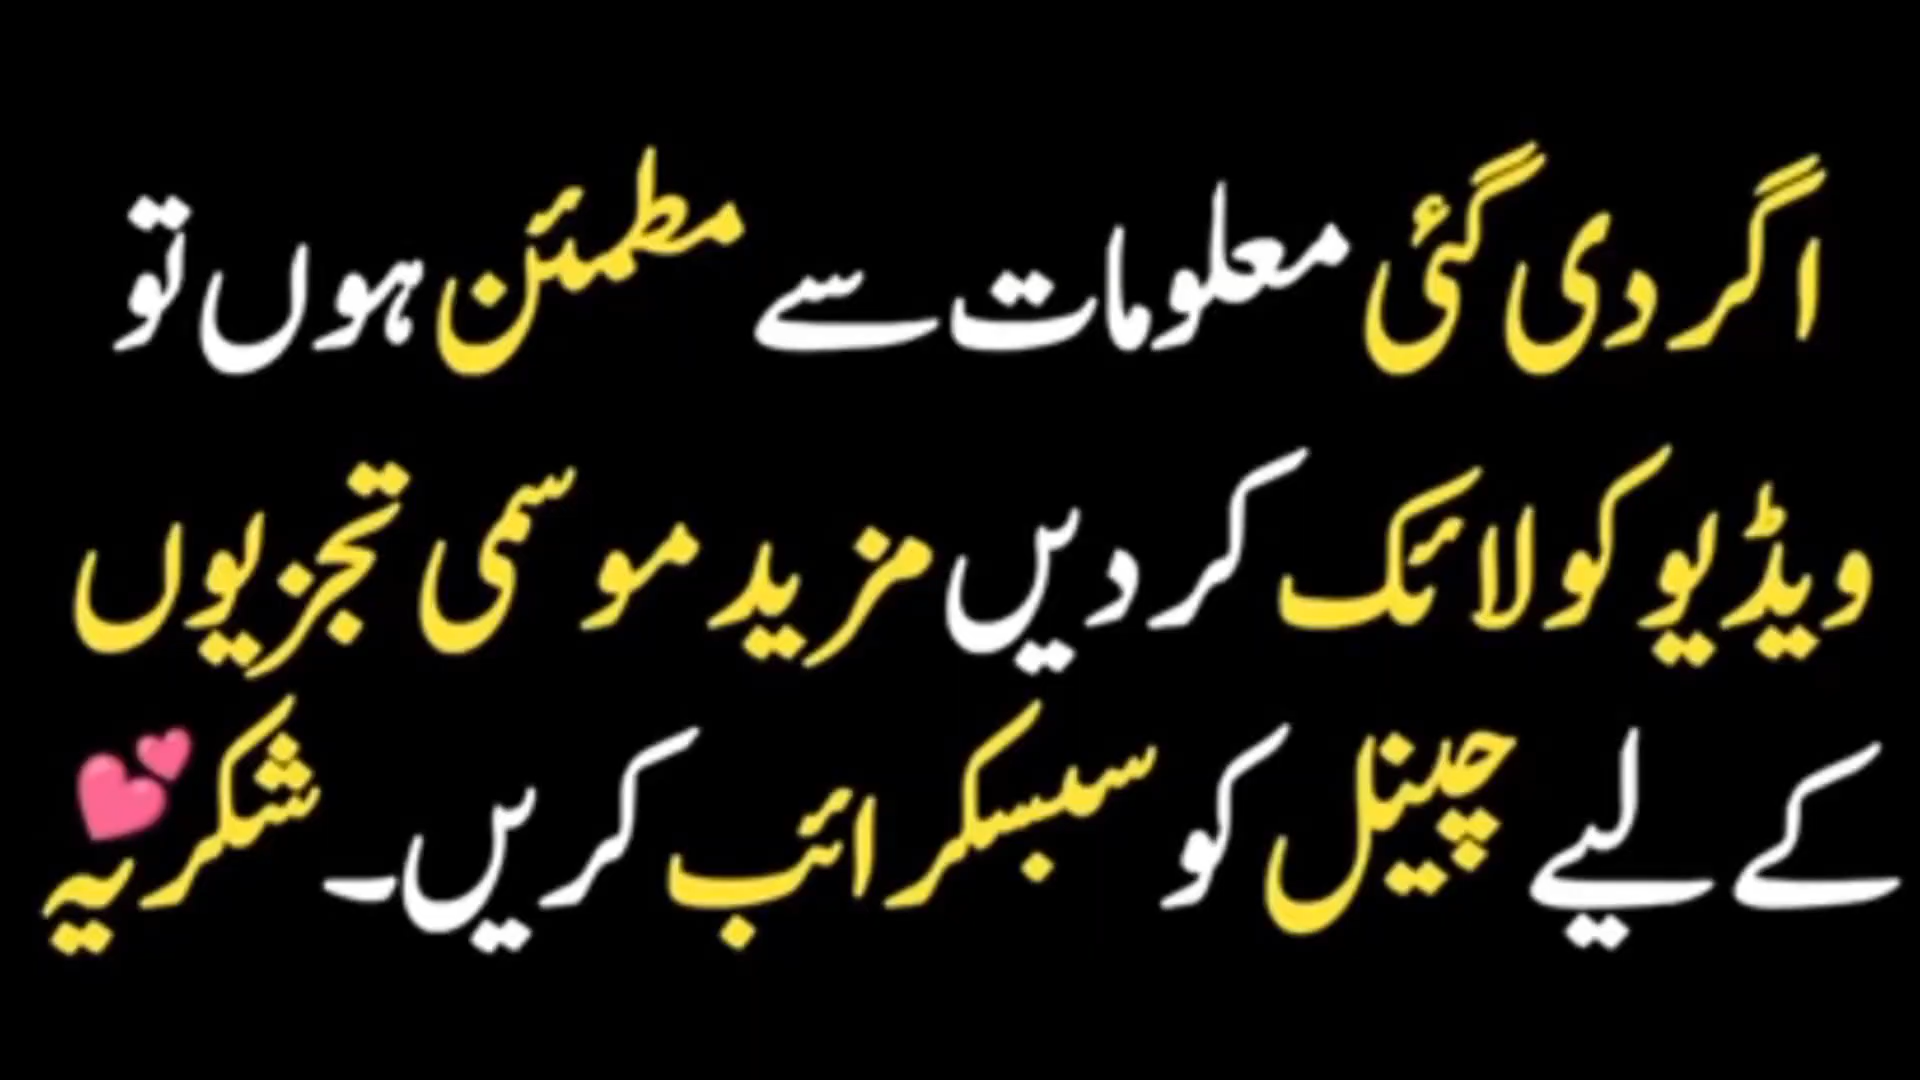 اگر دی گئی معلومات سے مطمئن ہوں تو
ویڈیو کو لائک کر دیں مزید موسمی تجزیوں
کے لیے چینل کو سبسکرائب کریں۔ شکریہ 💕